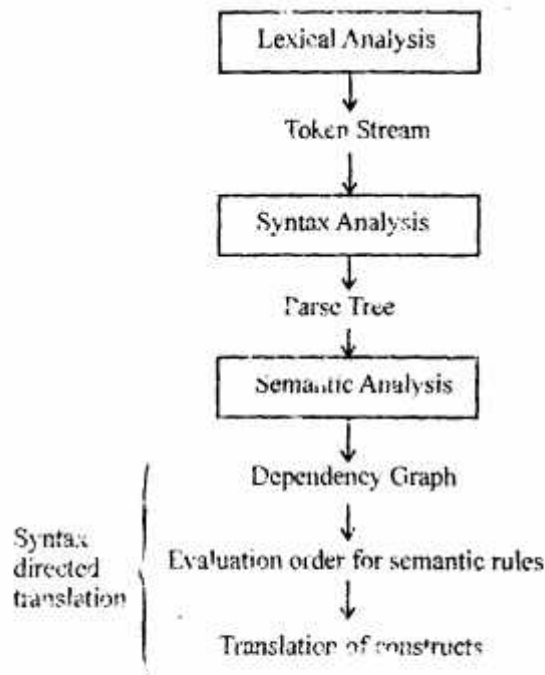 Lexical Analysis
Token Stream
Syntax Analysis
Parse Tree
Semantic Analysis
Dependency Graph
Syntax
directed
translation
Evaluation order for semantic rules
Translation of constructs